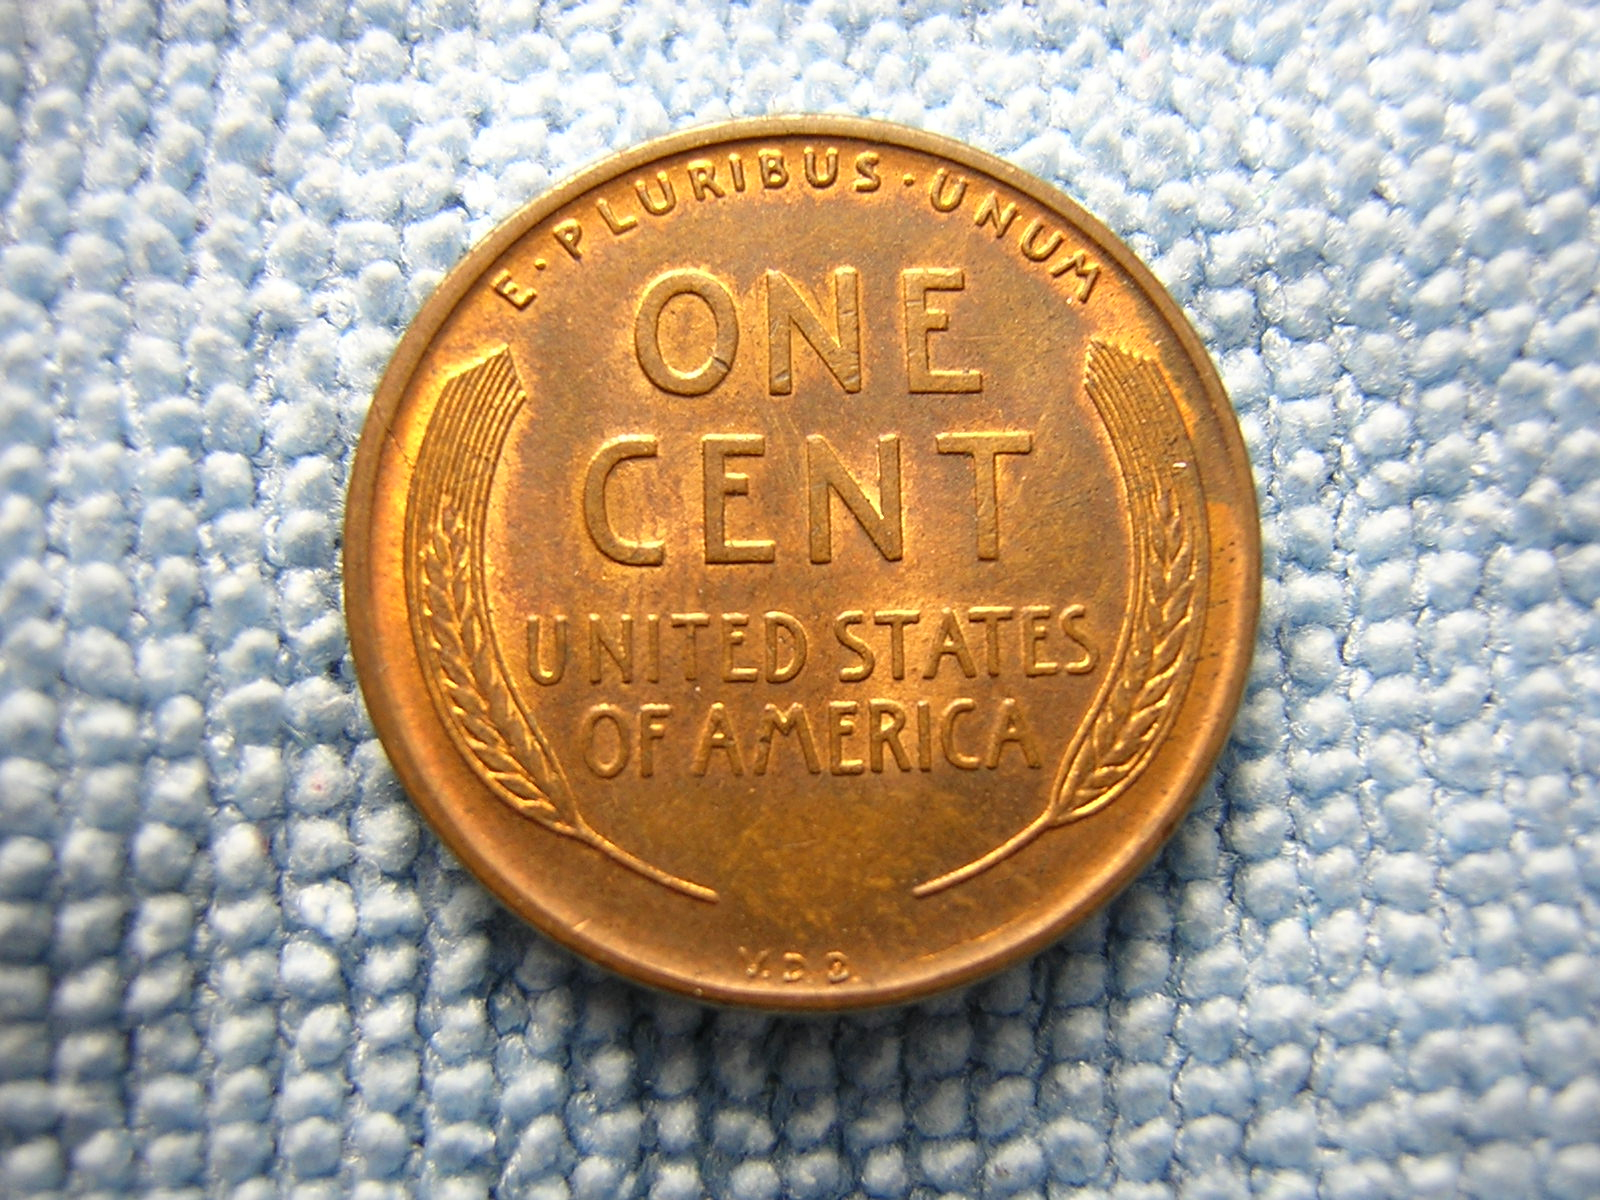 E·PLURIBUS·UNUM
ONE
CENT
UNITED STATES
OF AMERICA
V.D.B.